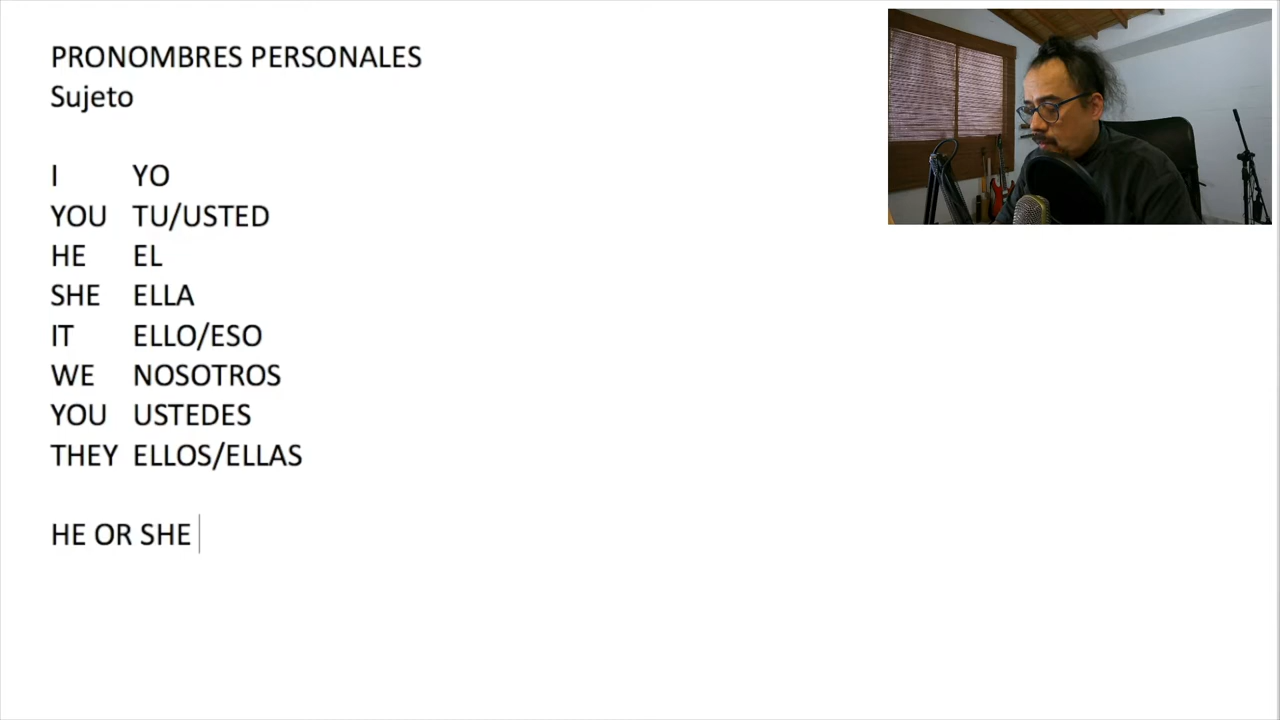 PRONOMBRES PERSONALES
Sujeto
I YO
YOU TU/USTED
HE EL
SHE ELLA
IT ELLO/ESO
WE NOSOTROS
YOU USTEDES
THEY ELLOS/ELLAS
HE OR SHE